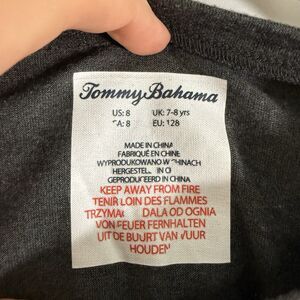 Tommy Bahama
US: 8 UK: 7-8 yrs
CA: 8 EU: 128
MADE IN CHINA
FABRIQUÉ EN CHINE
WYPRODUKOWANO W CHINACH
HERGESTEL IN CH
GEPRODUCEERD IN CHINA
KEEP AWAY FROM FIRE
TENIR LOIN DES FLAMMES
TRZYMAĆ DALA OD OGNIA
VON FEUER FERNHALTEN
UIT DE BUURT VAN VUUR
HOUDEN